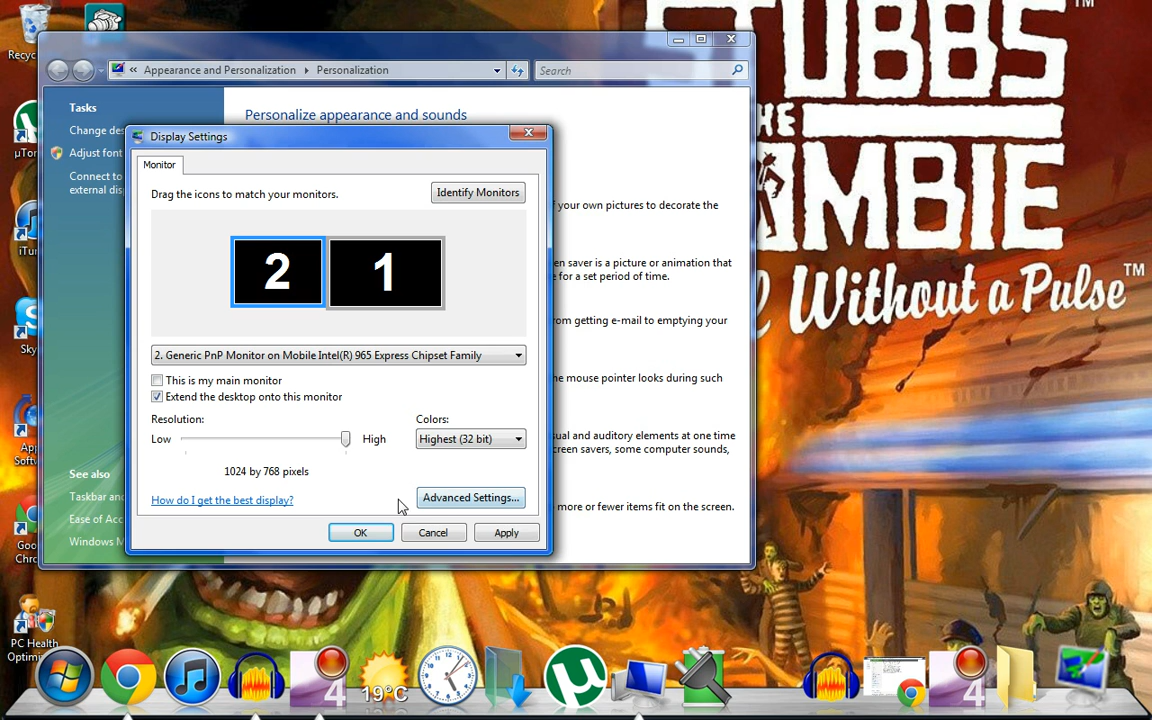 STUBBS
™
THE
ZOMBIE
Without a Pulse™
Recyc
µTor
iTun
Sky
App
Softw
Goo
Chro
PC Health
Optimi
« Appearance and Personalization Personalization
Search
Tasks
Change des
Adjust font
Connect to
external disp
See also
Taskbar and
Ease of Acc
Windows M
Personalize appearance and sounds
f your own pictures to decorate the
en saver is a picture or animation that
e for a set period of time.
rom getting e-mail to emptying your
he mouse pointer looks during such
sual and auditory elements at one time
creen savers, some computer sounds,
more or fewer items fit on the screen.
Display Settings
Monitor
Drag the icons to match your monitors.
Identify Monitors
2 1
2. Generic PnP Monitor on Mobile Intel(R) 965 Express Chipset Family
This is my main monitor
Extend the desktop onto this monitor
Resolution:
Colors:
Low High
Highest (32 bit)
1024 by 768 pixels
How do I get the best display?
Advanced Settings...
OK Cancel Apply
4
19°C
µ
4